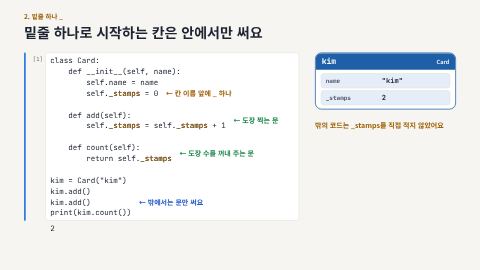 2. 밑줄 하나 _
밑줄 하나로 시작하는 칸은 안에서만 써요
[1] class Card:
    def __init__(self, name):
        self.name = name
        self._stamps = 0 ← 칸 이름 앞에 _ 하나
    def add(self):
        self._stamps = self._stamps + 1 ← 도장 찍는 문
    def count(self):
        return self._stamps ← 도장 수를 꺼내 주는 문
kim = Card("kim")
kim.add()
kim.add() ← 밖에서는 문만 써요
print(kim.count())
2
kim Card
name "kim"
_stamps 2
밖의 코드는 _stamps를 직접 적지 않았어요